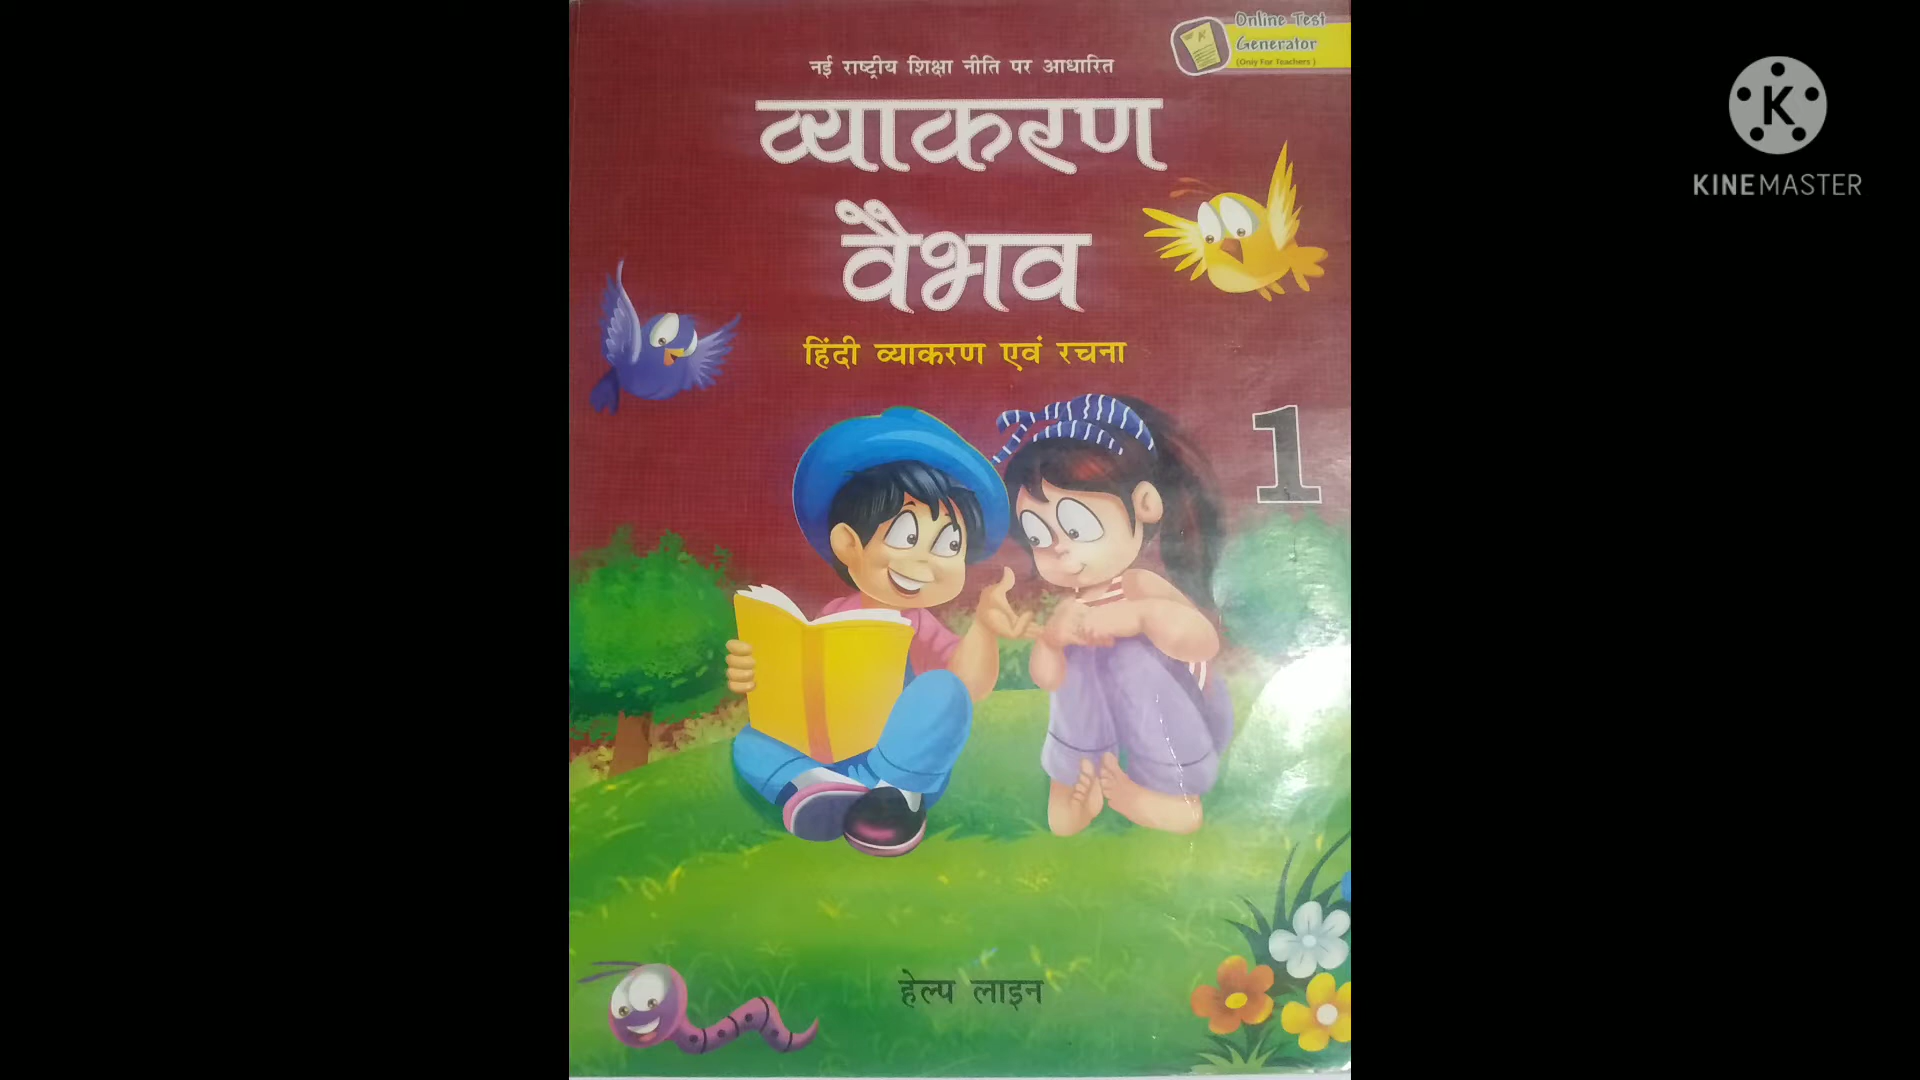 Online Test
Generator
(Only For Teachers)
नई राष्ट्रीय शिक्षा नीति पर आधारित
व्याकरण
वैभव
हिंदी व्याकरण एवं रचना
1
हेल्प लाइन
K
KINEMASTER